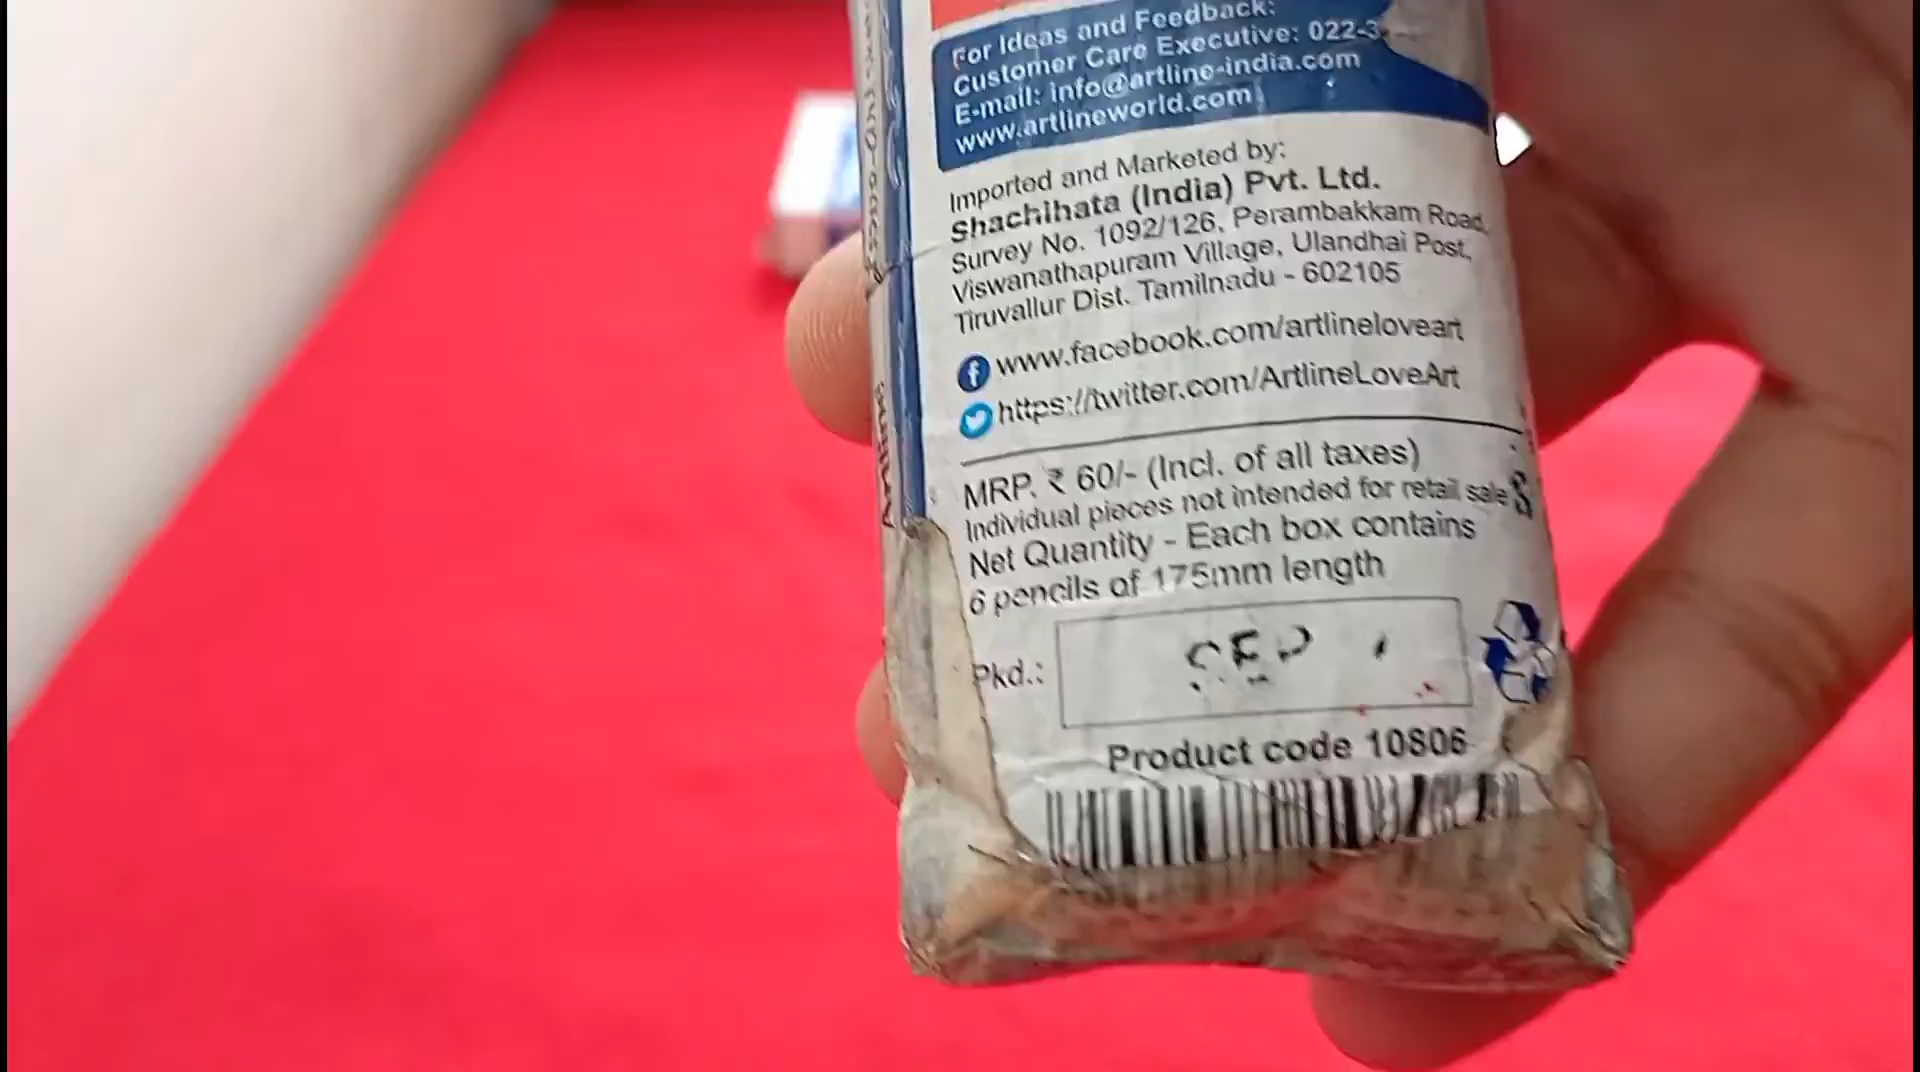 For Ideas and Feedback:
Customer Care Executive: 022-3
E-mail: info@artline-india.com
www.artlineworld.com
Imported and Marketed by:
Shachihata (India) Pvt. Ltd.
Survey No. 1092/126, Perambakkam Road,
Viswanathapuram Village, Ulandhai Post,
Tiruvallur Dist. Tamilnadu - 602105
www.facebook.com/artlineloveart
https://twitter.com/ArtlineLoveArt
MRP. ₹ 60/- (Incl. of all taxes)
Individual pieces not intended for retail sale
Net Quantity - Each box contains
6 pencils of 175mm length
Pkd.: SEP
Product code 10806
Artline